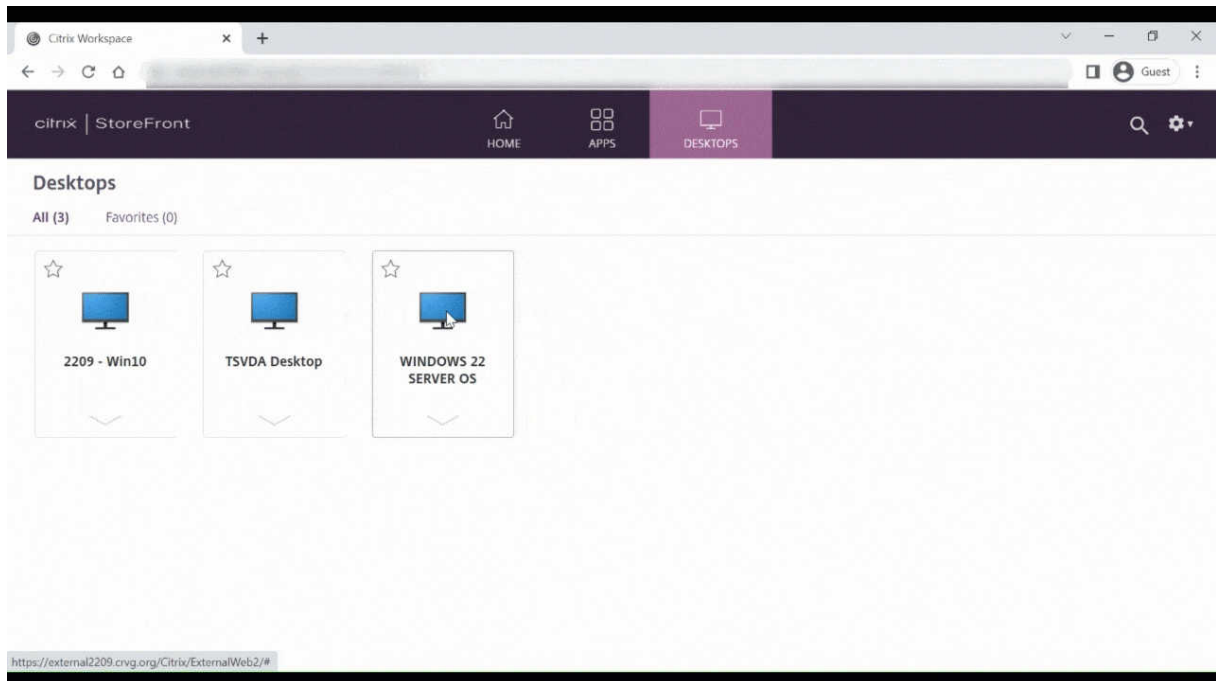 Citrix Workspace
Guest
citrix | StoreFront
HOME
APPS
DESKTOPS
Desktops
All (3) Favorites (0)
2209 - Win10
TSVDA Desktop
WINDOWS 22
SERVER OS
https://external2209.crvg.org/Citrix/ExternalWeb2/#